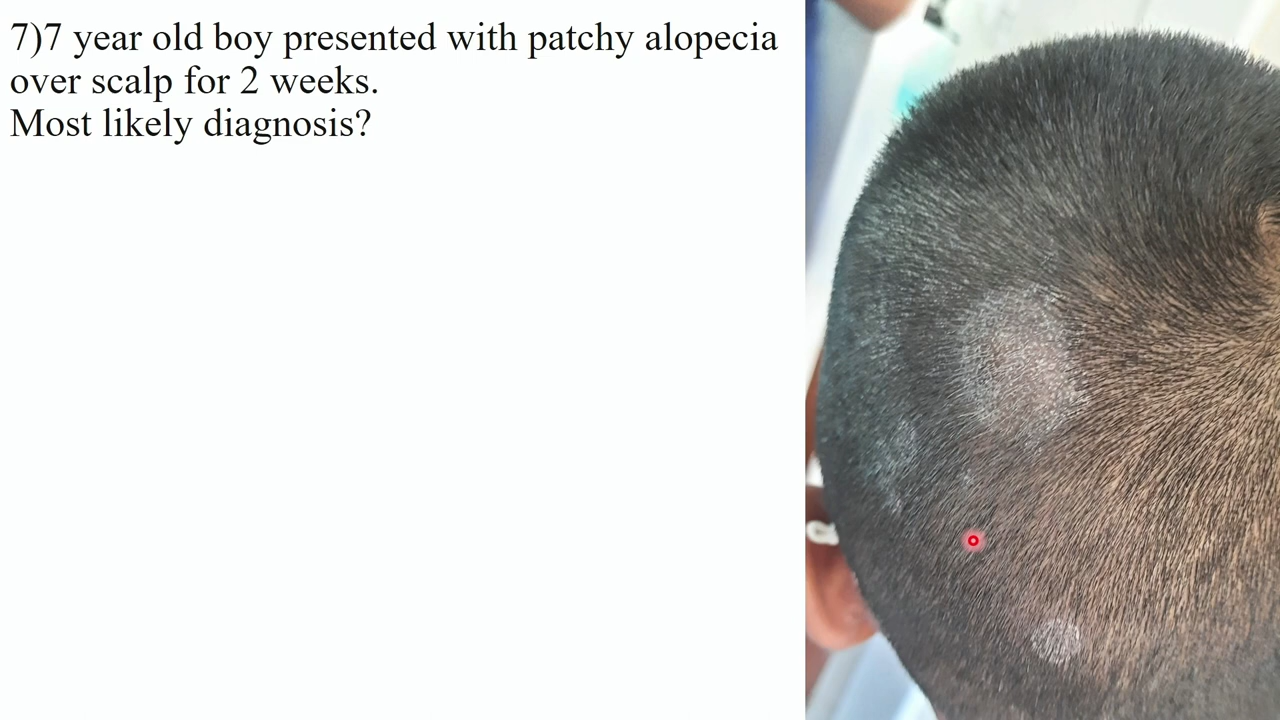 7)7 year old boy presented with patchy alopecia
over scalp for 2 weeks.
Most likely diagnosis?